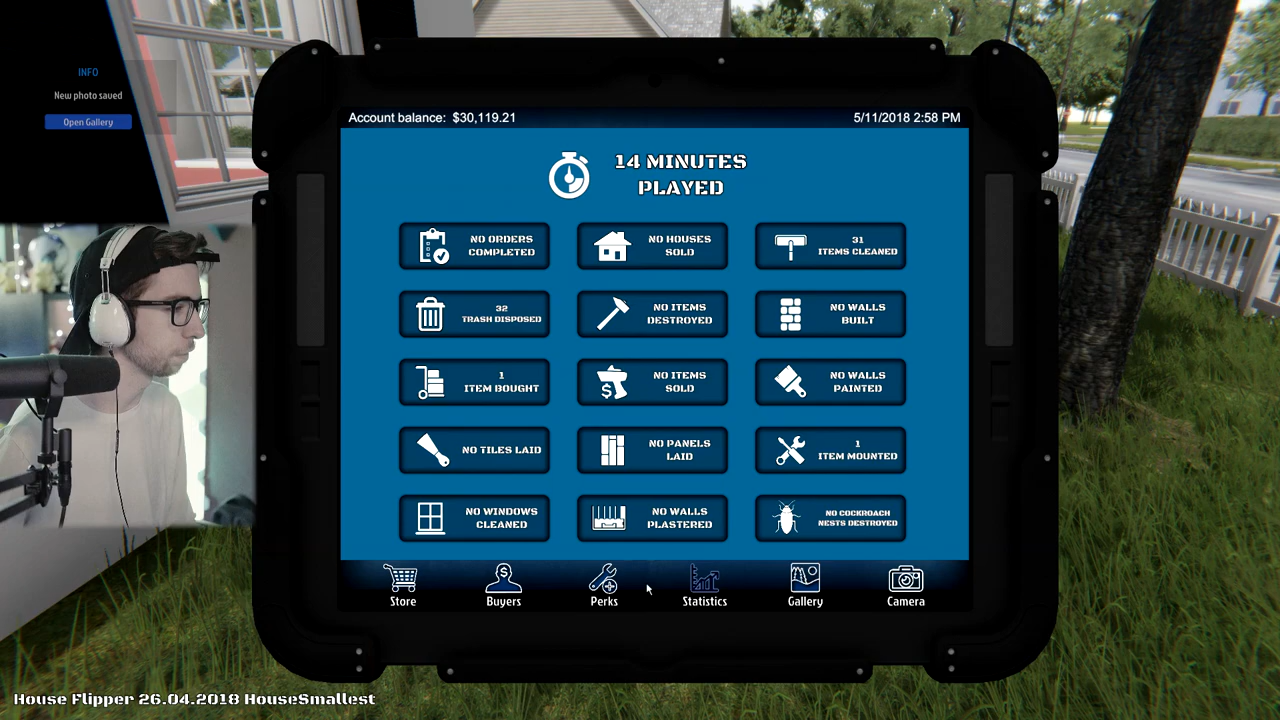 INFO
New photo saved
Open Gallery
Account balance: $30,119.21
5/11/2018 2:58 PM
14 MINUTES
PLAYED
NO ORDERS
COMPLETED
NO HOUSES
SOLD
31
ITEMS CLEANED
32
TRASH DISPOSED
NO ITEMS
DESTROYED
NO WALLS
BUILT
1
ITEM BOUGHT
NO ITEMS
SOLD
NO WALLS
PAINTED
NO TILES LAID
NO PANELS
LAID
1
ITEM MOUNTED
NO WINDOWS
CLEANED
NO WALLS
PLASTERED
NO COCKROACH
NESTS DESTROYED
Store
Buyers
Perks
Statistics
Gallery
Camera
House Flipper 26.04.2018 HouseSmallest